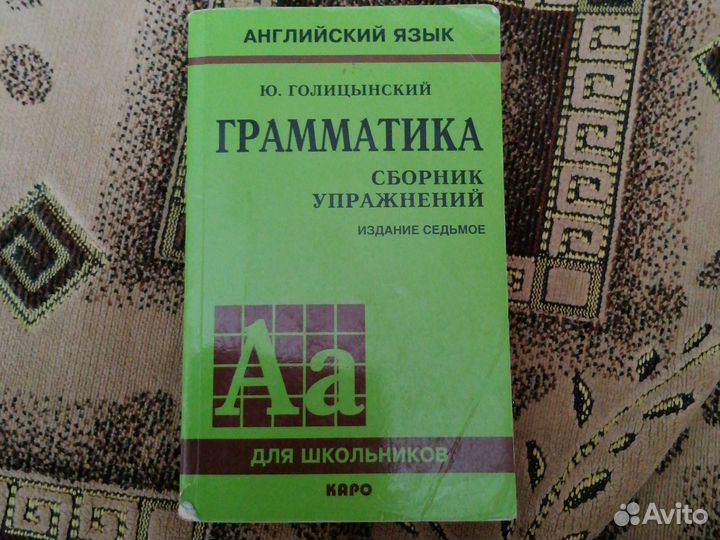 АНГЛИЙСКИЙ ЯЗЫК
Ю. ГОЛИЦЫНСКИЙ
ГРАММАТИКА
СБОРНИК
УПРАЖНЕНИЙ
ИЗДАНИЕ СЕДЬМОЕ
Aa
ДЛЯ ШКОЛЬНИКОВ
КАРО
Avito